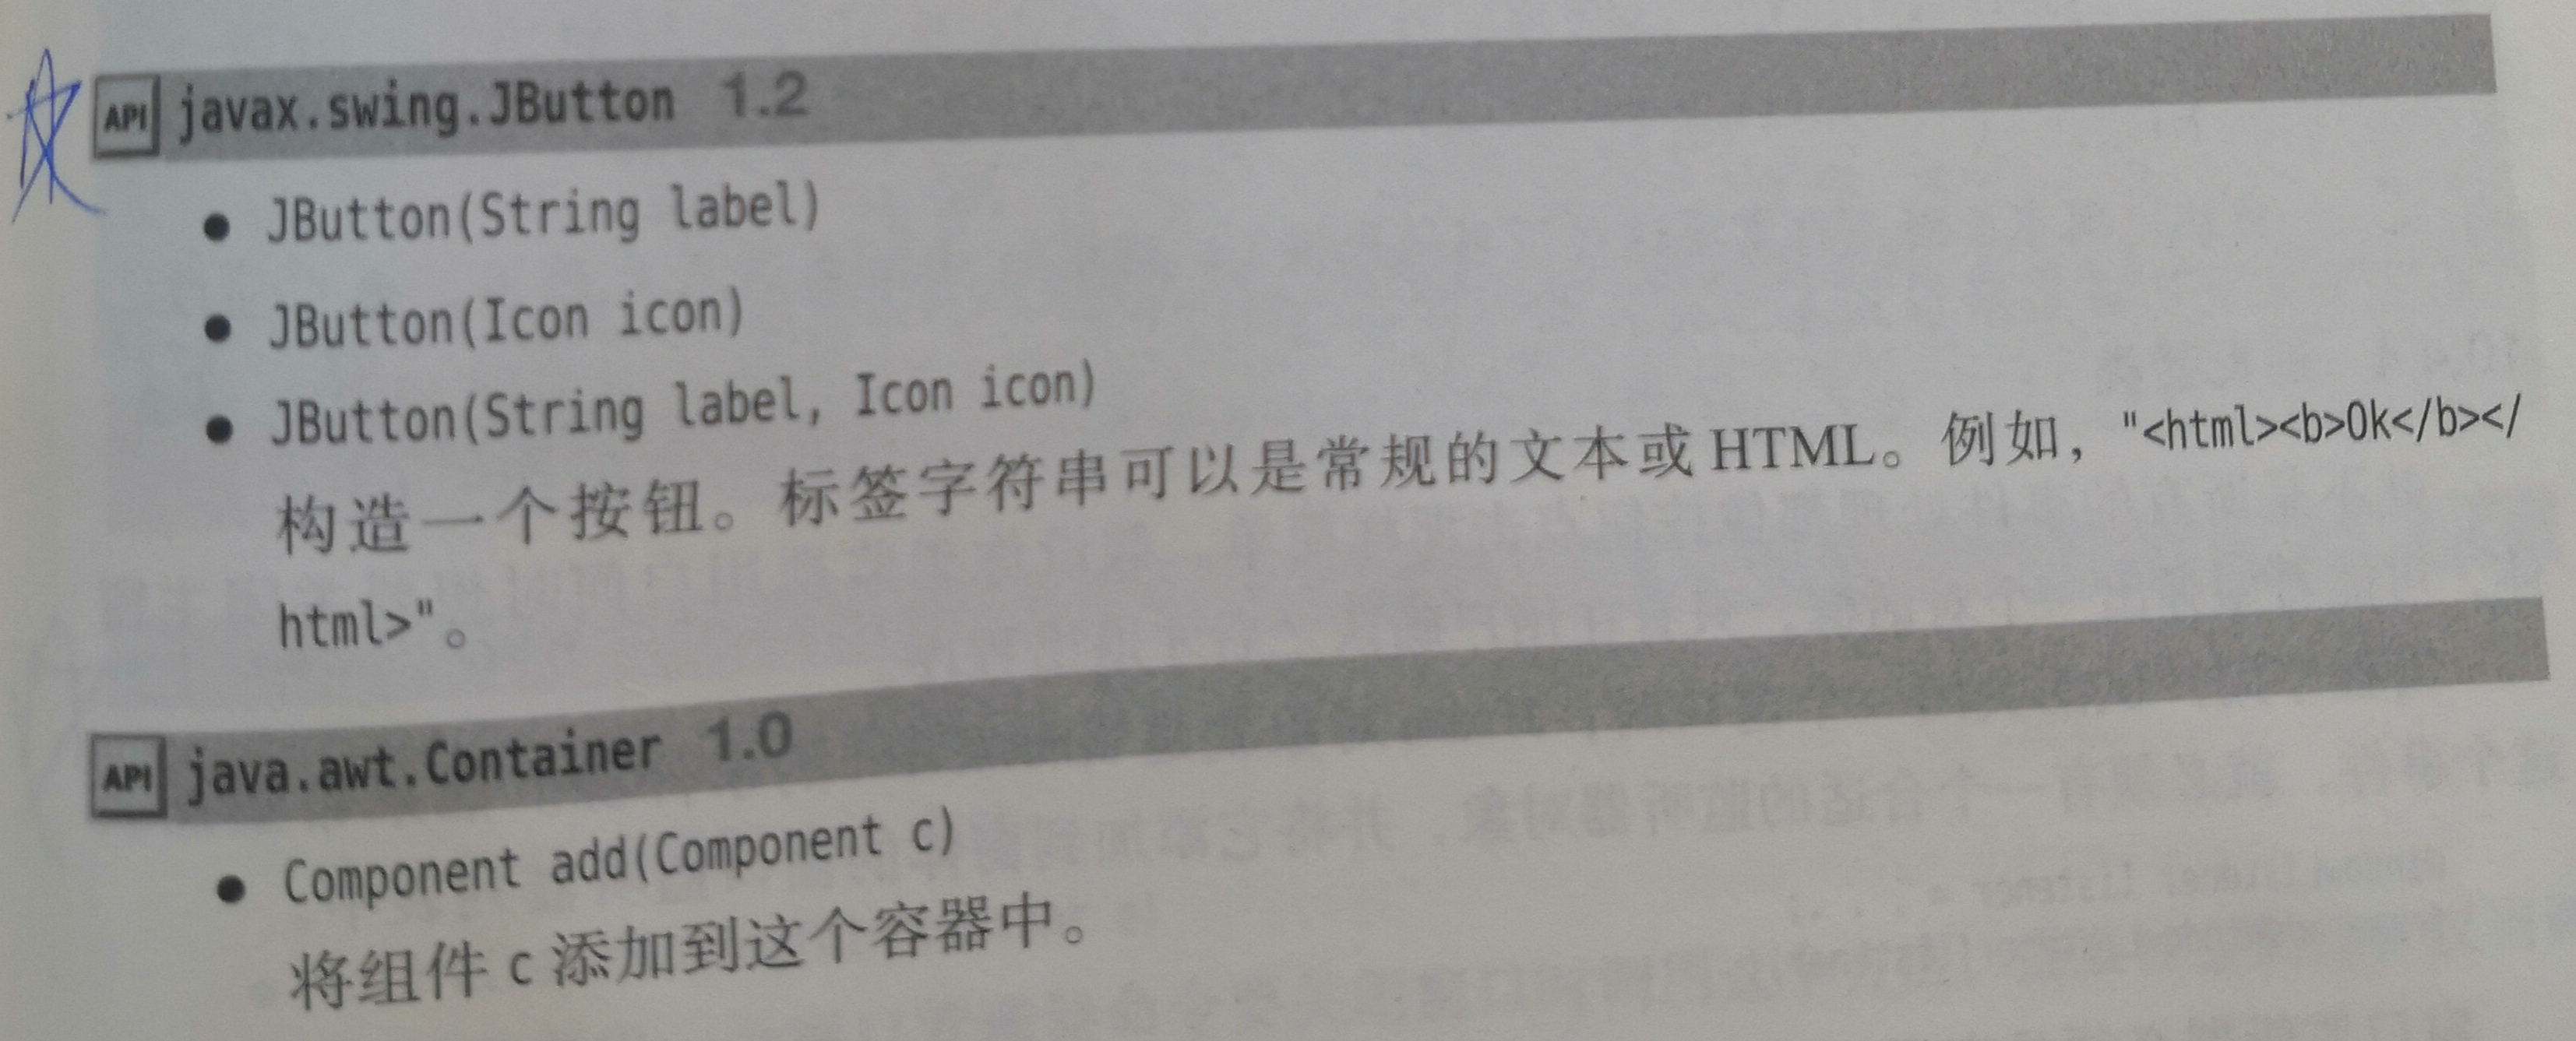 API javax.swing.JButton 1.2
● JButton(String label)
● JButton(Icon icon)
● JButton(String label, Icon icon)
构造一个按钮。标签字符串可以是常规的文本或 HTML。例如，"<html><b>Ok</b></
html>"。
API java.awt.Container 1.0
● Component add(Component c)
将组件 c 添加到这个容器中。